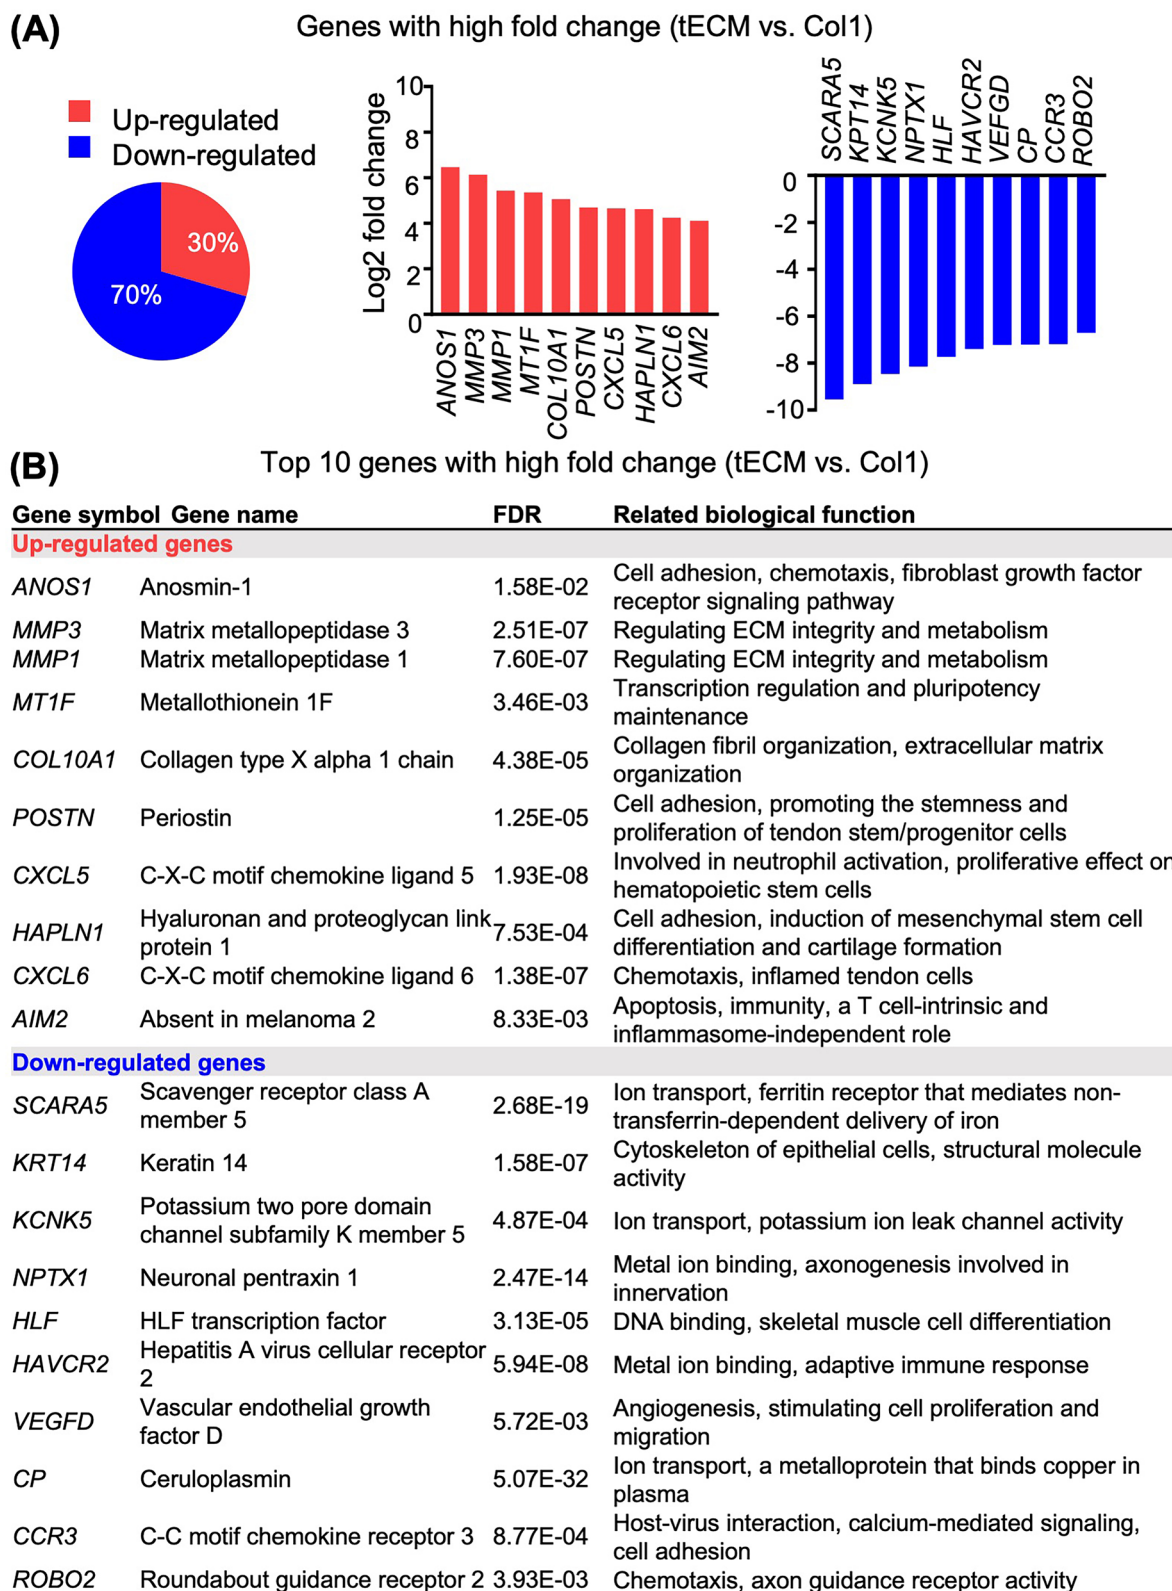 (A)
Genes with high fold change (tECM vs. Col1)
Up-regulated
Down-regulated
30%
70%
Log2 fold change
10
8
6
4
2
0
ANOS1
MMP3
MMP1
MT1F
COL10A1
POSTN
CXCL5
HAPLN1
CXCL6
AIM2
SCARA5
KPT14
KCNK5
NPTX1
HLF
HAVCR2
VEFGD
CP
CCR3
ROBO2
0
-2
-4
-6
-8
-10
(B)
Top 10 genes with high fold change (tECM vs. Col1)
Gene symbol Gene name FDR Related biological function
Up-regulated genes
ANOS1 Anosmin-1 1.58E-02 Cell adhesion, chemotaxis, fibroblast growth factor
receptor signaling pathway
MMP3 Matrix metallopeptidase 3 2.51E-07 Regulating ECM integrity and metabolism
MMP1 Matrix metallopeptidase 1 7.60E-07 Regulating ECM integrity and metabolism
MT1F Metallothionein 1F 3.46E-03 Transcription regulation and pluripotency
maintenance
COL10A1 Collagen type X alpha 1 chain 4.38E-05 Collagen fibril organization, extracellular matrix
organization
POSTN Periostin 1.25E-05 Cell adhesion, promoting the stemness and
proliferation of tendon stem/progenitor cells
CXCL5 C-X-C motif chemokine ligand 5 1.93E-08 Involved in neutrophil activation, proliferative effect on
hematopoietic stem cells
HAPLN1 Hyaluronan and proteoglycan link
protein 1 7.53E-04 Cell adhesion, induction of mesenchymal stem cell
differentiation and cartilage formation
CXCL6 C-X-C motif chemokine ligand 6 1.38E-07 Chemotaxis, inflamed tendon cells
AIM2 Absent in melanoma 2 8.33E-03 Apoptosis, immunity, a T cell-intrinsic and
inflammasome-independent role
Down-regulated genes
SCARA5 Scavenger receptor class A
member 5 2.68E-19 Ion transport, ferritin receptor that mediates non-
transferrin-dependent delivery of iron
KRT14 Keratin 14 1.58E-07 Cytoskeleton of epithelial cells, structural molecule
activity
KCNK5 Potassium two pore domain
channel subfamily K member 5 4.87E-04 Ion transport, potassium ion leak channel activity
NPTX1 Neuronal pentraxin 1 2.47E-14 Metal ion binding, axonogenesis involved in
innervation
HLF HLF transcription factor 3.13E-05 DNA binding, skeletal muscle cell differentiation
HAVCR2 Hepatitis A virus cellular receptor
2 5.94E-08 Metal ion binding, adaptive immune response
VEGFD Vascular endothelial growth
factor D 5.72E-03 Angiogenesis, stimulating cell proliferation and
migration
CP Ceruloplasmin 5.07E-32 Ion transport, a metalloprotein that binds copper in
plasma
CCR3 C-C motif chemokine receptor 3 8.77E-04 Host-virus interaction, calcium-mediated signaling,
cell adhesion
ROBO2 Roundabout guidance receptor 2 3.93E-03 Chemotaxis, axon guidance receptor activity